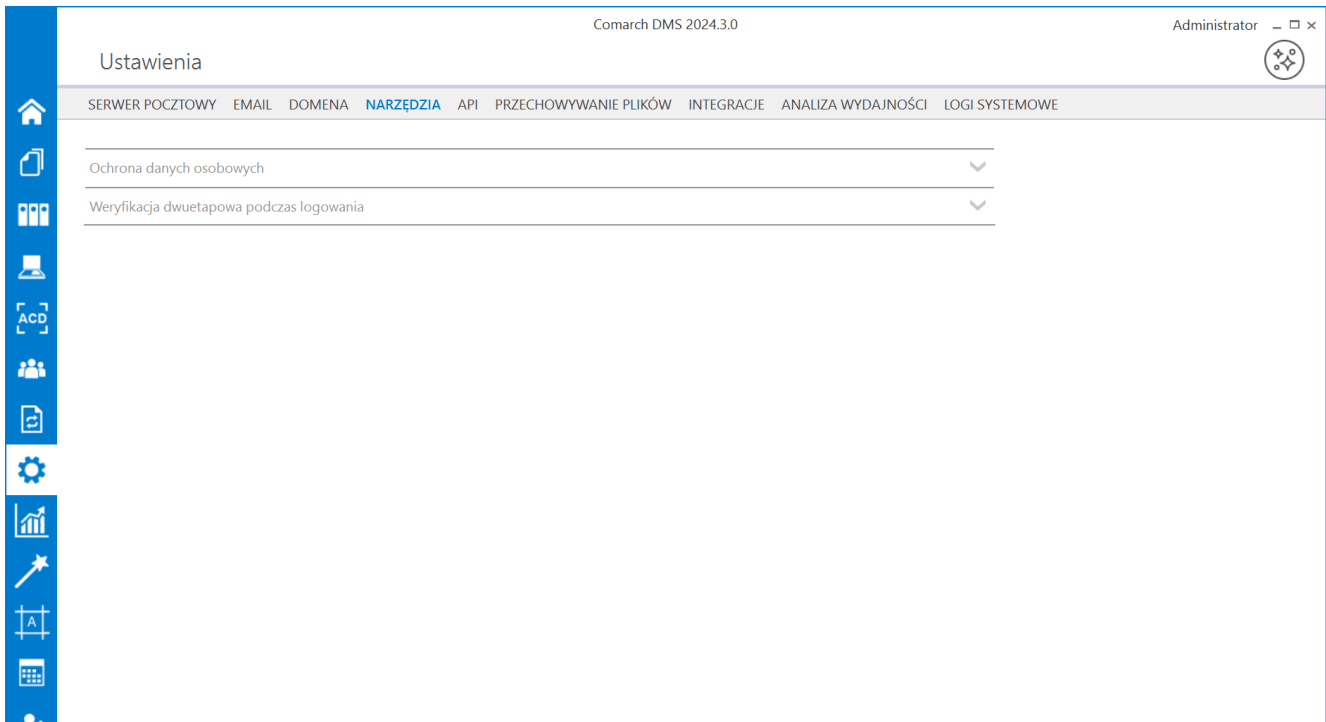 Comarch DMS 2024.3.0
Administrator
Ustawienia
SERWER POCZTOWY EMAIL DOMENA NARZĘDZIA API PRZECHOWYWANIE PLIKÓW INTEGRACJE ANALIZA WYDAJNOŚCI LOGI SYSTEMOWE
Ochrona danych osobowych
Weryfikacja dwuetapowa podczas logowania
ACD
A